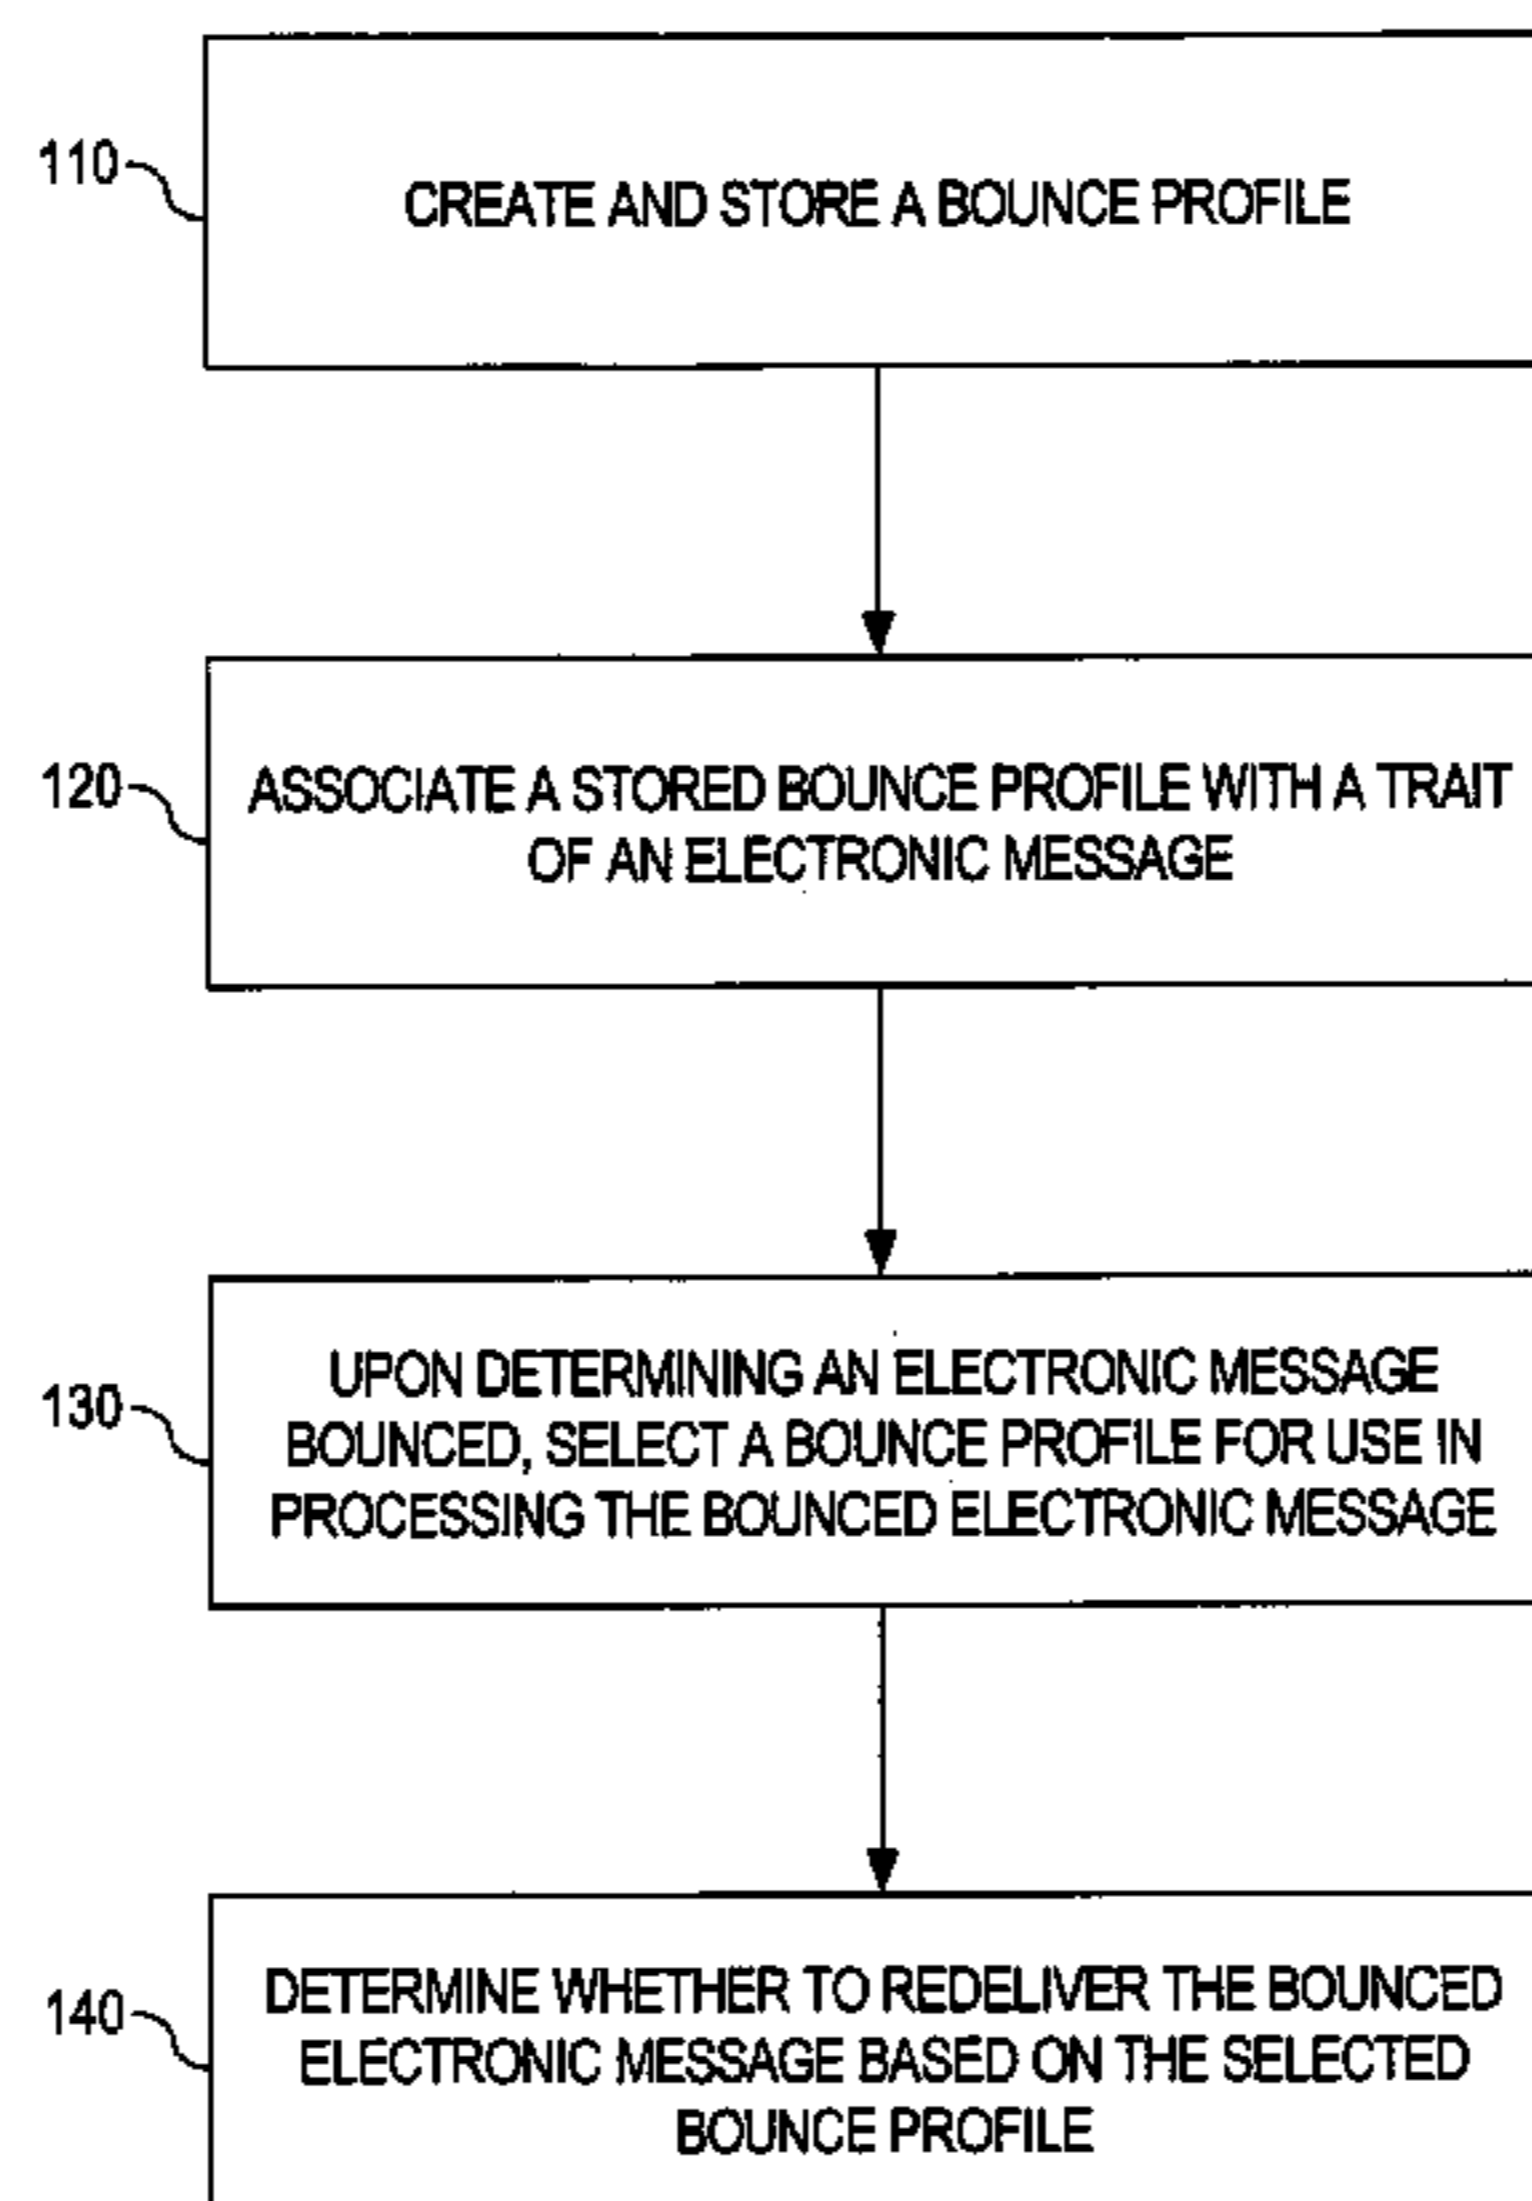 110
CREATE AND STORE A BOUNCE PROFILE
120
ASSOCIATE A STORED BOUNCE PROFILE WITH A TRAIT
OF AN ELECTRONIC MESSAGE
130
UPON DETERMINING AN ELECTRONIC MESSAGE
BOUNCED, SELECT A BOUNCE PROFILE FOR USE IN
PROCESSING THE BOUNCED ELECTRONIC MESSAGE
140
DETERMINE WHETHER TO REDELIVER THE BOUNCED
ELECTRONIC MESSAGE BASED ON THE SELECTED
BOUNCE PROFILE